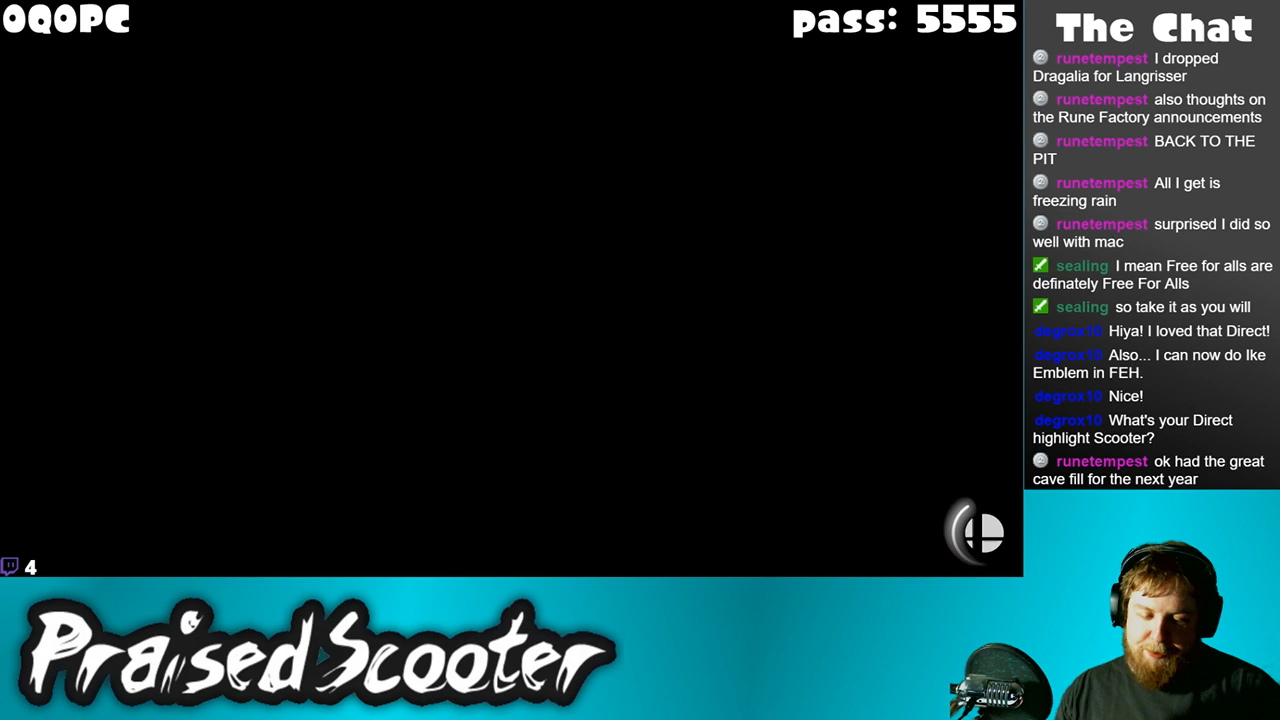 0Q0PC
pass: 5555
The Chat
runetempest I dropped
Dragalia for Langrisser
runetempest also thoughts on
the Rune Factory announcements
runetempest BACK TO THE
PIT
runetempest All I get is
freezing rain
runetempest surprised I did so
well with mac
sealing I mean Free for alls are
definately Free For Alls
sealing so take it as you will
degrox10 Hiya! I loved that Direct!
degrox10 Also... I can now do Ike
Emblem in FEH.
degrox10 Nice!
degrox10 What's your Direct
highlight Scooter?
runetempest ok had the great
cave fill for the next year
4
PraisedScooter